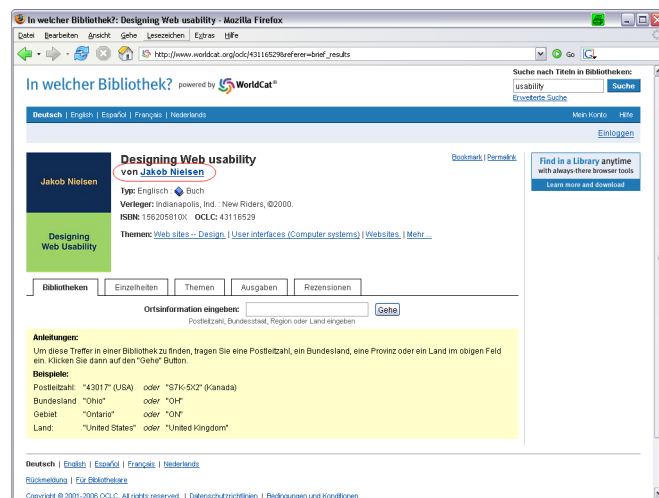 In welcher Bibliothek?: Designing Web usability - Mozilla Firefox
Datei Bearbeiten Ansicht Gehe Lesezeichen Extras Hilfe
http://www.worldcat.org/oclc/43116529&referer=brief_results
Go
Suche nach Titeln in Bibliotheken:
In welcher Bibliothek? powered by WorldCat®
usability Suche
Erweiterte Suche
Deutsch | English | Español | Français | Nederlands Mein Konto Hilfe
Einloggen
Designing Web usability
von Jakob Nielsen
Bookmark | Permalink
Find in a Library anytime
with always-there browser tools
Learn more and download
Jakob Nielsen
Designing
Web Usability
Typ: Englisch : Buch
Verleger: Indianapolis, Ind. : New Riders, ©2000.
ISBN: 156205810X OCLC: 43116529
Themen: Web sites -- Design. | User interfaces (Computer systems) | Websites. | Mehr ...
Bibliotheken Einzelheiten Themen Ausgaben Rezensionen
Ortsinformation eingeben: Gehe
Postleitzahl, Bundesstaat, Region oder Land eingeben
Anleitungen:
Um diese Treffer in einer Bibliothek zu finden, tragen Sie eine Postleitzahl, ein Bundesland, eine Provinz oder ein Land im obigen Feld
ein. Klicken Sie dann auf den "Gehe" Button.
Beispiele:
Postleitzahl: "43017" (USA) oder "S7K-5X2" (Kanada)
Bundesland "Ohio" oder "OH"
Gebiet "Ontario" oder "ON"
Land: "United States" oder "United Kingdom"
Deutsch | English | Español | Français | Nederlands
Rückmeldung | Für Bibliothekare
Copyright © 2001-2006 OCLC. All rights reserved. | Datenschutzrichtlinien | Bedingungen und Konditionen